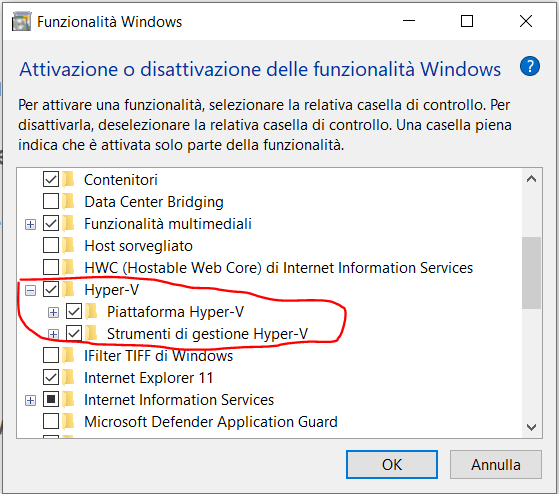 Funzionalità Windows
Attivazione o disattivazione delle funzionalità Windows
Per attivare una funzionalità, selezionare la relativa casella di controllo. Per
disattivarla, deselezionare la relativa casella di controllo. Una casella piena
indica che è attivata solo parte della funzionalità.
Contenitori
Data Center Bridging
Funzionalità multimediali
Host sorvegliato
HWC (Hostable Web Core) di Internet Information Services
Hyper-V
Piattaforma Hyper-V
Strumenti di gestione Hyper-V
IFilter TIFF di Windows
Internet Explorer 11
Internet Information Services
Microsoft Defender Application Guard
OK
Annulla